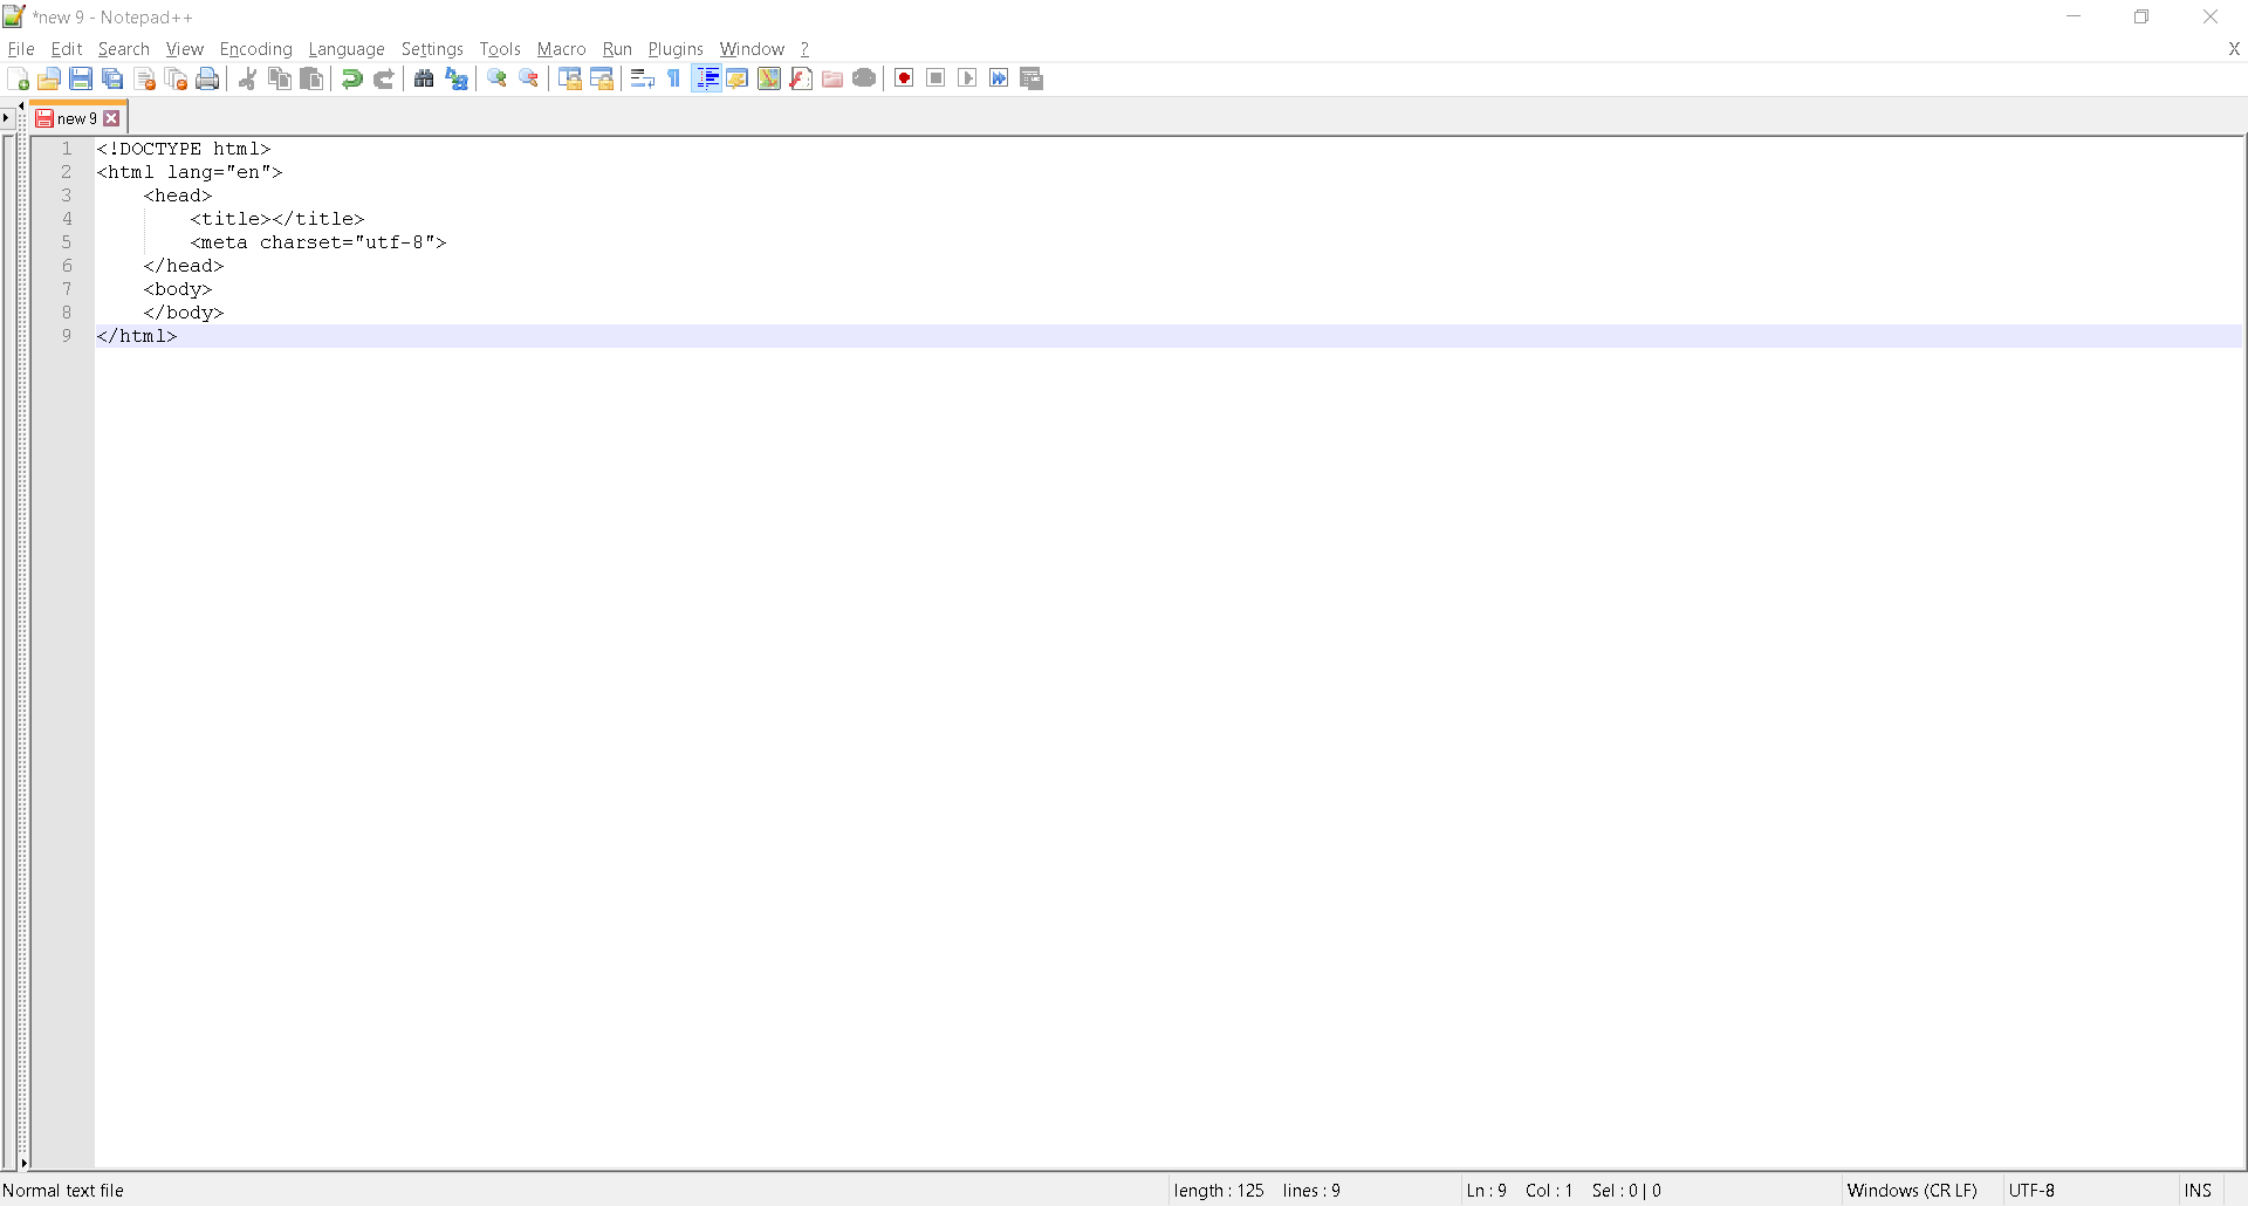 *new 9 - Notepad++
File Edit Search View Encoding Language Settings Tools Macro Run Plugins Window ? X
new 9
1 <!DOCTYPE html>
2 <html lang="en">
3 <head>
4 <title></title>
5 <meta charset="utf-8">
6 </head>
7 <body>
8 </body>
9 </html>
Normal text file length : 125 lines : 9 Ln : 9 Col : 1 Sel : 0 | 0 Windows (CR LF) UTF-8 INS